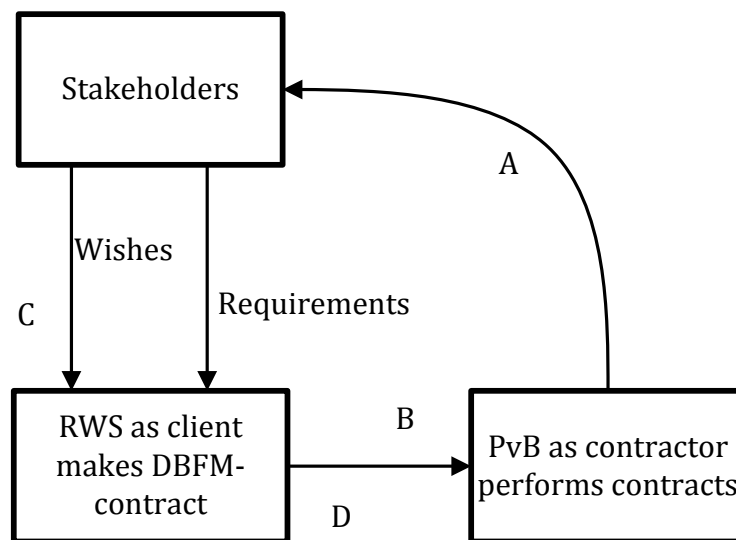 Stakeholders
A
Wishes
Requirements
C
RWS as client
makes DBFM-
contract
B
D
PvB as contractor
performs contracts